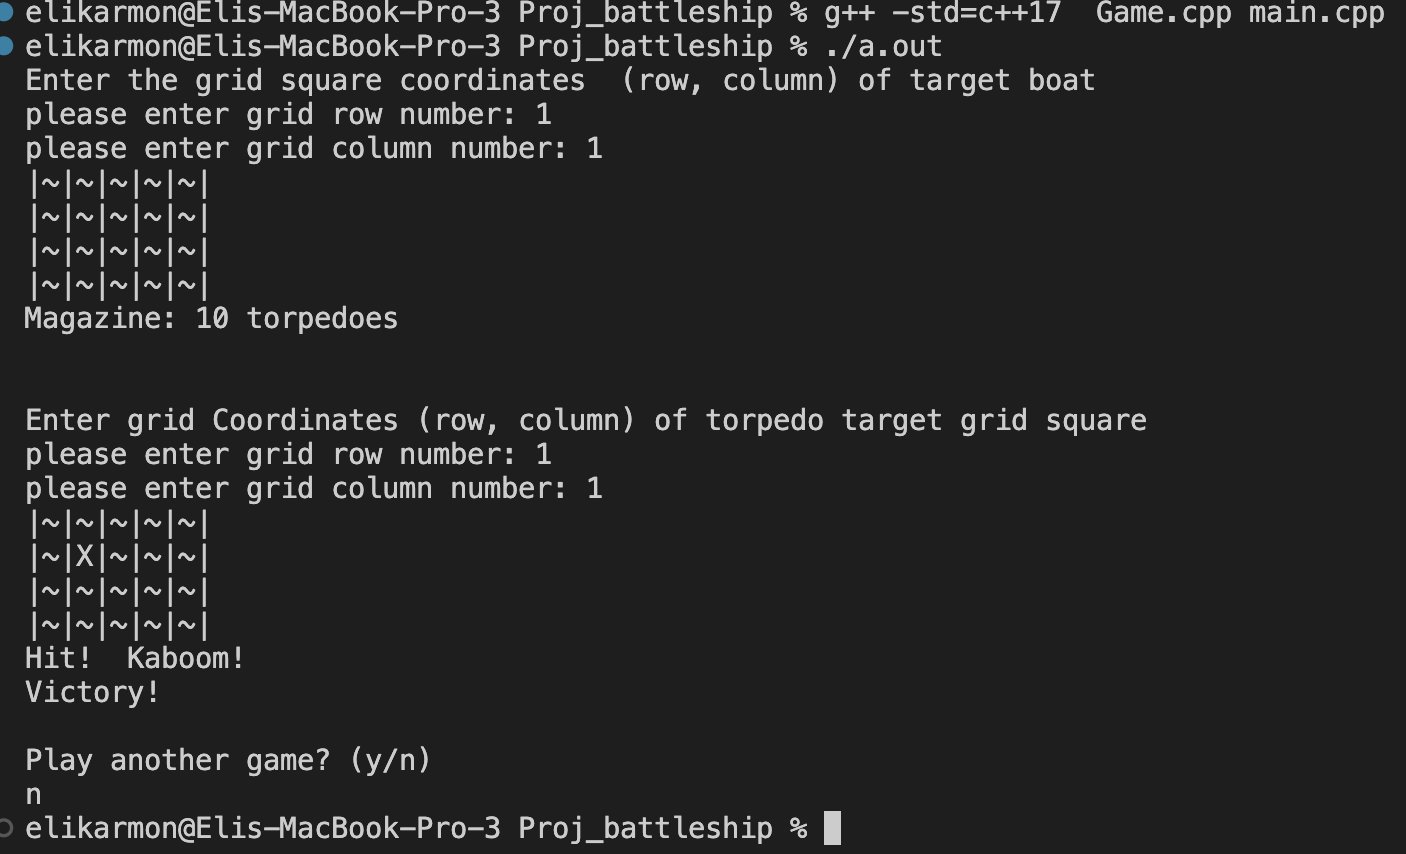 elikarmon@Elis-MacBook-Pro-3 Proj_battleship % g++ -std=c++17  Game.cpp main.cpp
elikarmon@Elis-MacBook-Pro-3 Proj_battleship % ./a.out
Enter the grid square coordinates  (row, column) of target boat
please enter grid row number: 1
please enter grid column number: 1
|~|~|~|~|~|
|~|~|~|~|~|
|~|~|~|~|~|
|~|~|~|~|~|
Magazine: 10 torpedoes
Enter grid Coordinates (row, column) of torpedo target grid square
please enter grid row number: 1
please enter grid column number: 1
|~|~|~|~|~|
|~|X|~|~|~|
|~|~|~|~|~|
|~|~|~|~|~|
Hit!  Kaboom!
Victory!
Play another game? (y/n)
n
elikarmon@Elis-MacBook-Pro-3 Proj_battleship %